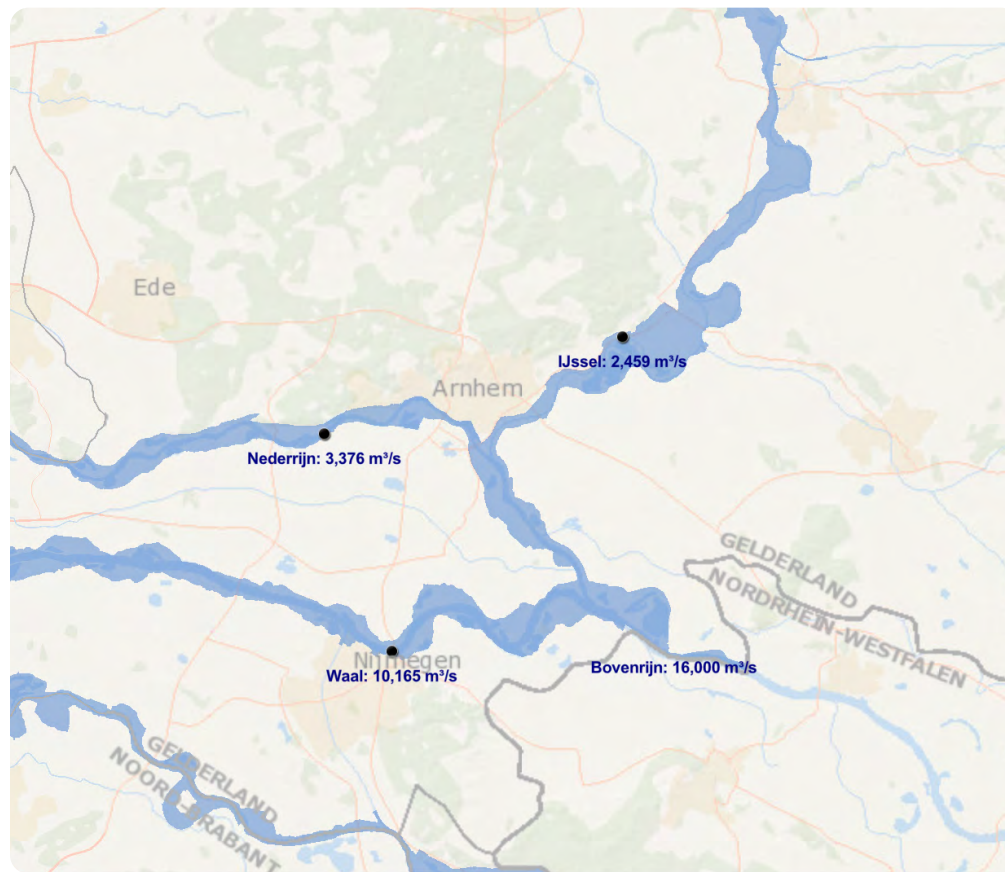 Ede
IJssel: 2,459 m³/s
Arnhem
Nederrijn: 3,376 m³/s
GELDERLAND
NORDRHEIN-WESTFALEN
Nijmegen
Waal: 10,165 m³/s
Bovenrijn: 16,000 m³/s
GELDERLAND
NOORD-BRABANT